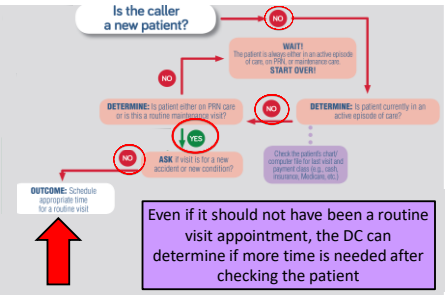 Is the caller
a new patient?
NO
WAIT!
The patient is always either in an active episode
of care, on PRN, or maintenance care.
START OVER!
NO
DETERMINE: Is patient either on PRN care
or is this a routine maintenance visit?
NO
DETERMINE: Is patient currently in an
active episode of care?
YES
NO
ASK if visit is for a new
accident or new condition?
Check the patient's chart/
computer file for last visit and
payment class (e.g., cash,
insurance, Medicare, etc.)
OUTCOME: Schedule
appropriate time
for a routine visit
Even if it should not have been a routine
visit appointment, the DC can
determine if more time is needed after
checking the patient